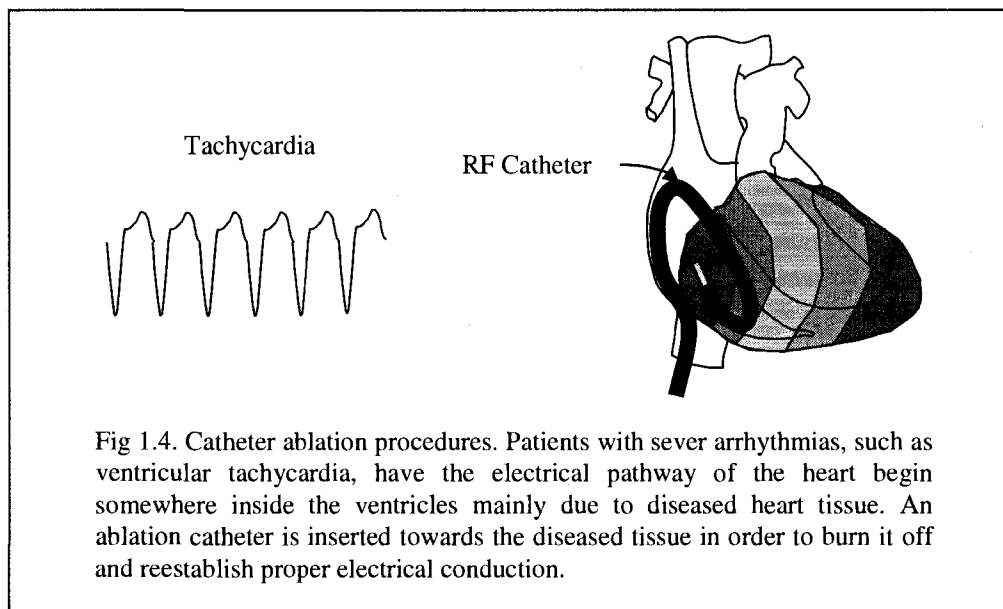 Tachycardia
RF Catheter
Fig 1.4. Catheter ablation procedures. Patients with sever arrhythmias, such as
ventricular tachycardia, have the electrical pathway of the heart begin
somewhere inside the ventricles mainly due to diseased heart tissue. An
ablation catheter is inserted towards the diseased tissue in order to burn it off
and reestablish proper electrical conduction.